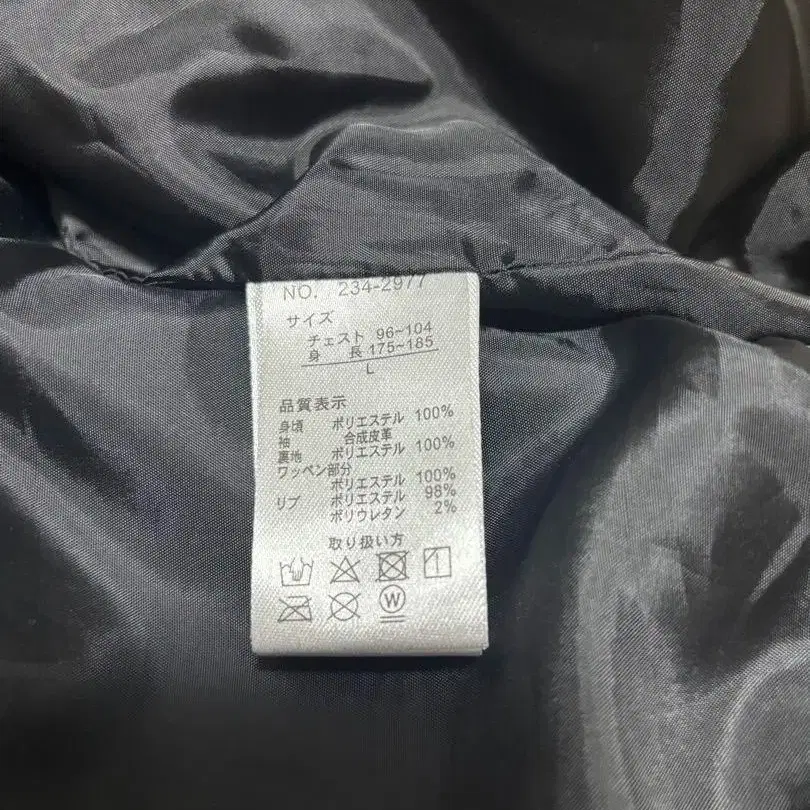 NO. 234-2977
サイズ
チェスト 96~104
身 長 175~185
L
品質表示
身頃 ポリエステル 100%
袖 合成皮革
裏地 ポリエステル 100%
ワッペン部分
ポリエステル 100%
リブ ポリエステル 98%
ポリウレタン 2%
取り扱い方
W